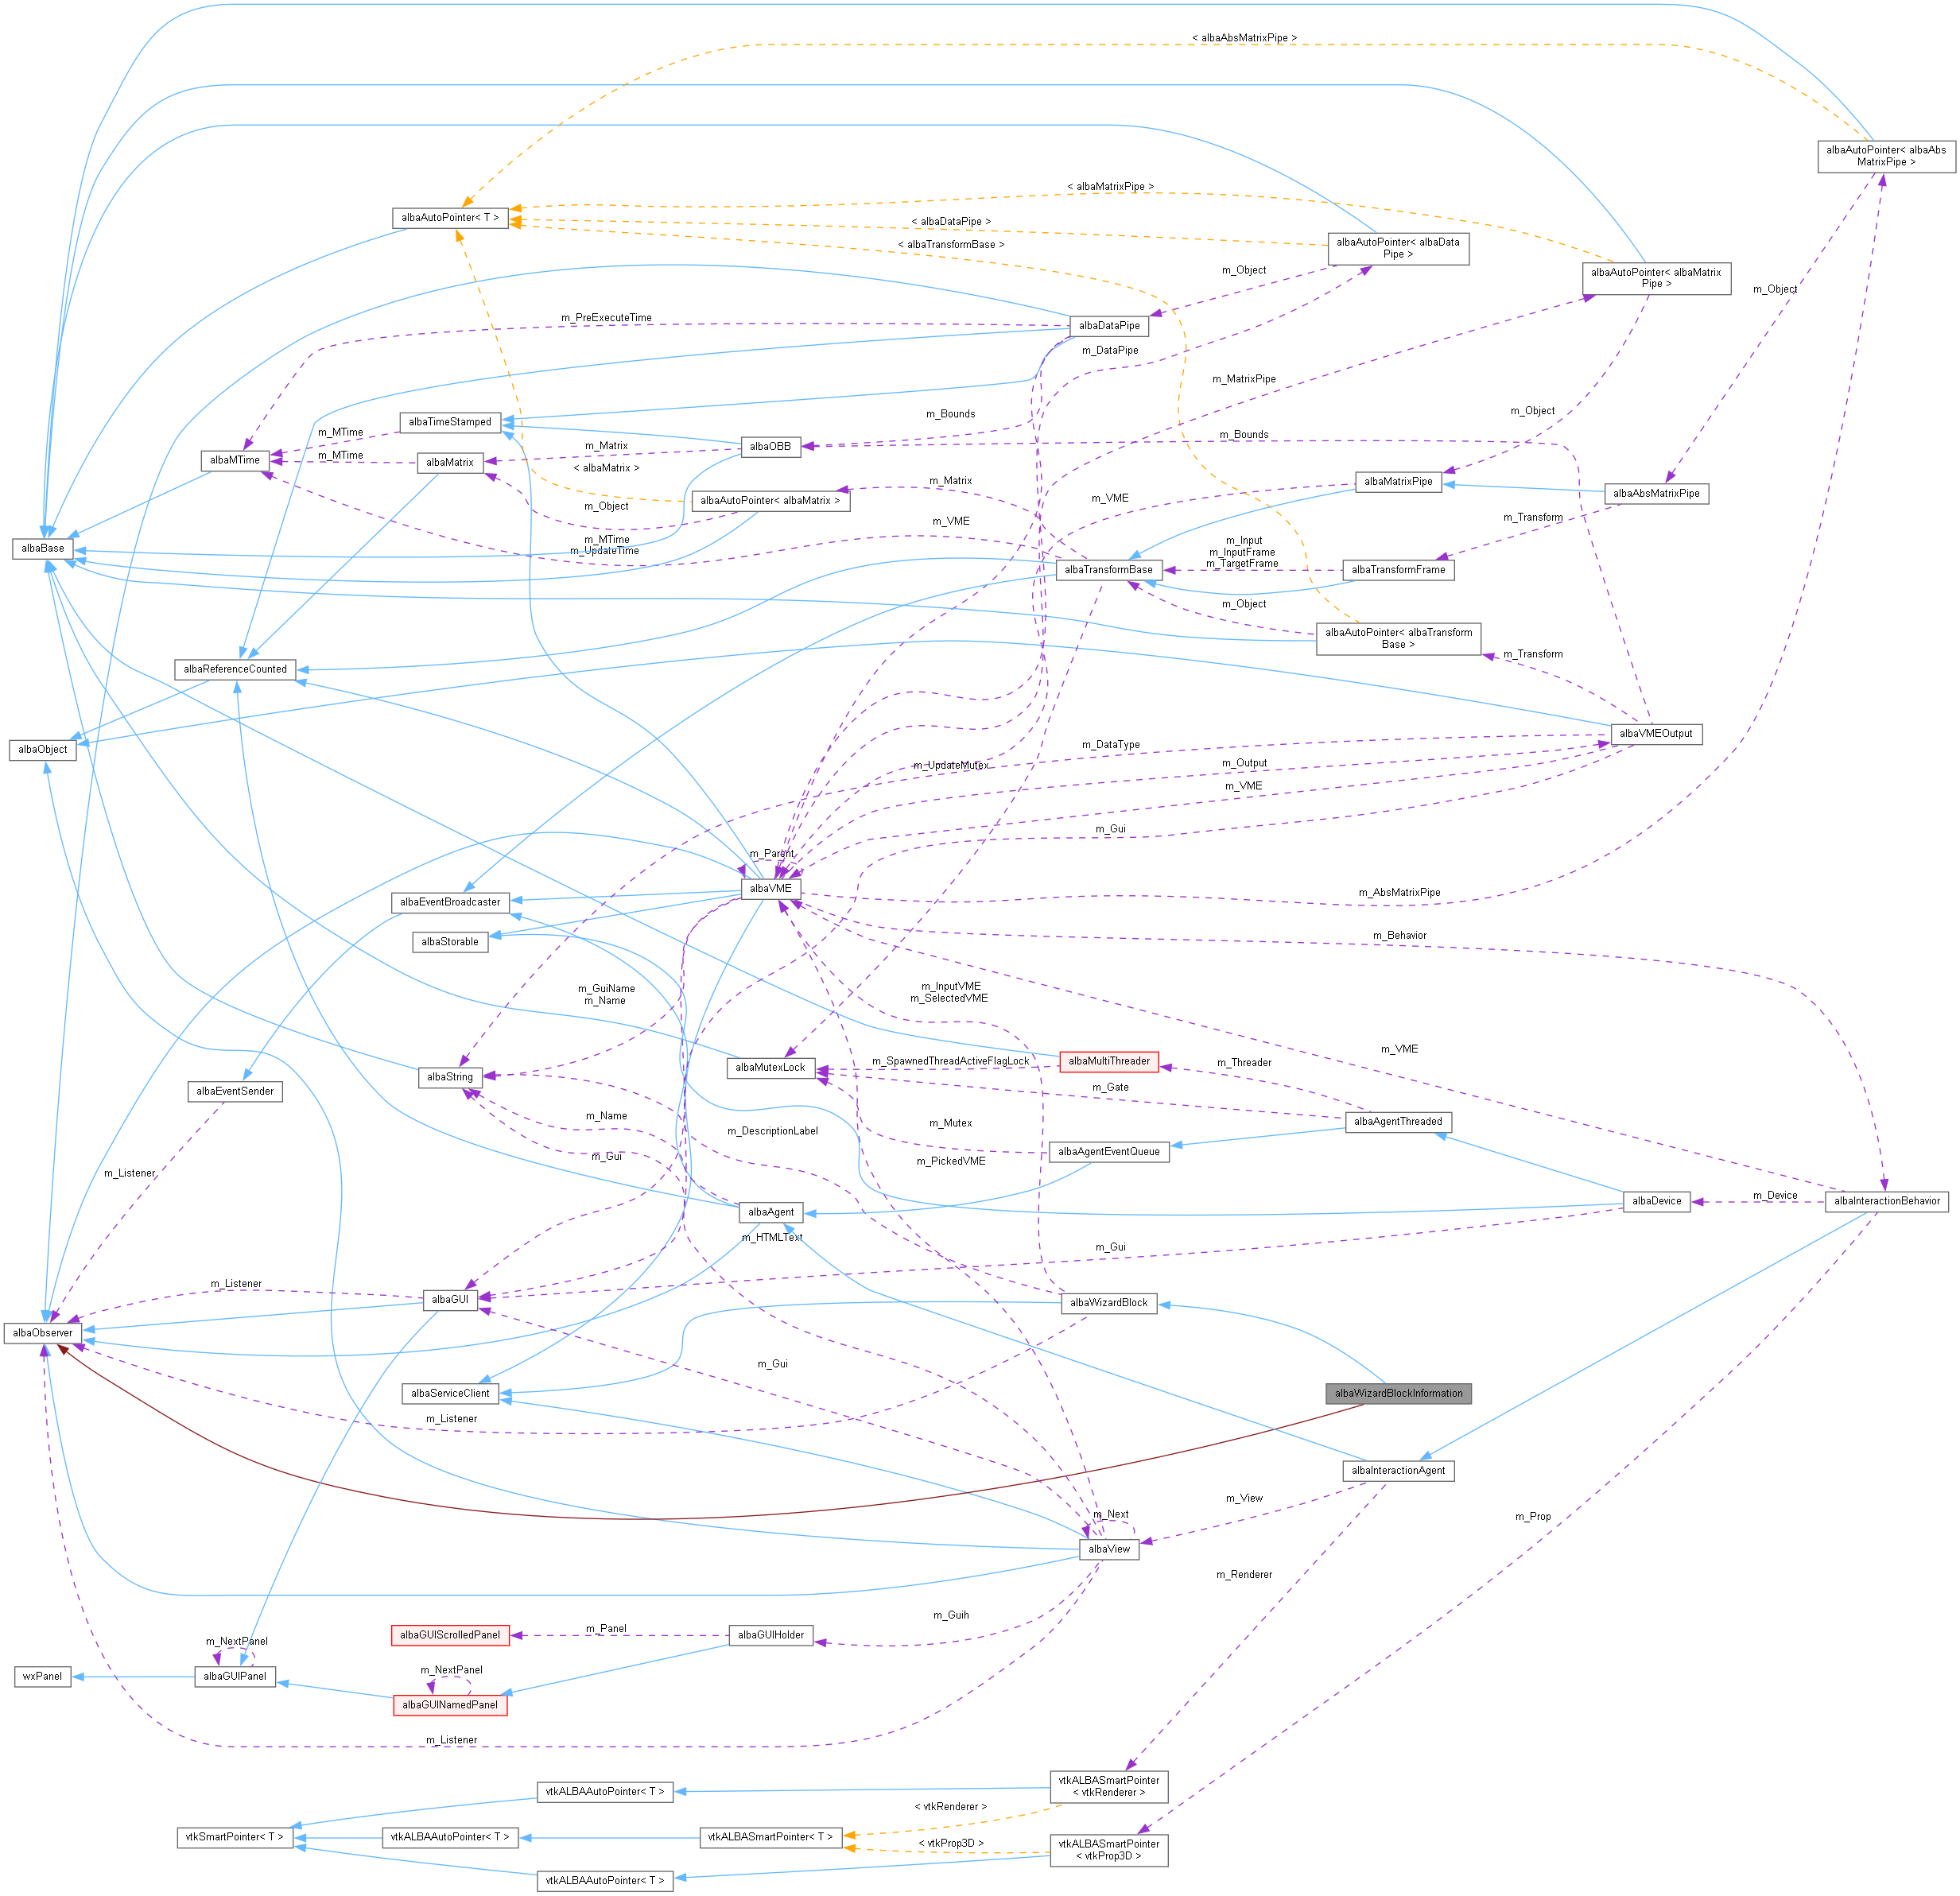 < albaAbsMatrixPipe >
albaAutoPointer< albaAbs
MatrixPipe >
< albaMatrixPipe >
albaAutoPointer< T >
< albaDataPipe >
< albaTransformBase >
albaAutoPointer< albaData
Pipe >
albaAutoPointer< albaMatrix
Pipe >
m_Object
m_Object
m_PreExecuteTime
albaDataPipe
m_DataPipe
m_MatrixPipe
m_Object
albaTimeStamped
m_Bounds
m_MTime
m_Matrix
albaOBB
m_Bounds
albaMTime
m_MTime
albaMatrix
< albaMatrix >
m_Matrix
albaMatrixPipe
albaAbsMatrixPipe
albaAutoPointer< albaMatrix >
m_VME
m_Object
m_VME
m_Transform
albaBase
m_MTime
m_UpdateTime
m_Input
m_InputFrame
m_TargetFrame
albaTransformBase
albaTransformFrame
m_Object
albaAutoPointer< albaTransform
Base >
m_Transform
albaReferenceCounted
albaObject
albaVMEOutput
m_DataType
m_UpdateMutex
m_Output
m_VME
m_Gui
m_Parent
albaVME
m_AbsMatrixPipe
albaEventBroadcaster
albaStorable
m_Behavior
m_GuiName
m_Name
m_InputVME
m_SelectedVME
m_VME
albaString
albaMutexLock
m_SpawnedThreadActiveFlagLock
albaMultiThreader
m_Threader
albaEventSender
m_Gate
albaAgentThreaded
m_Name
m_DescriptionLabel
m_Mutex
albaAgentEventQueue
m_Listener
m_Gui
m_PickedVME
albaAgent
albaDevice
m_Device
albaInteractionBehavior
m_HTMLText
m_Gui
m_Listener
albaGUI
albaWizardBlock
albaObserver
m_Gui
albaServiceClient
albaWizardBlockInformation
m_Listener
albaInteractionAgent
m_View
m_Next
m_Prop
albaView
m_Renderer
m_Guih
albaGUIScrolledPanel
m_Panel
albaGUIHolder
m_NextPanel
wxPanel
albaGUIPanel
m_NextPanel
albaGUINamedPanel
m_Listener
vtkALBAAutoPointer< T >
vtkALBASmartPointer
< vtkRenderer >
< vtkRenderer >
vtkSmartPointer< T >
vtkALBAAutoPointer< T >
vtkALBASmartPointer< T >
< vtkProp3D >
vtkALBASmartPointer
< vtkProp3D >
vtkALBAAutoPointer< T >